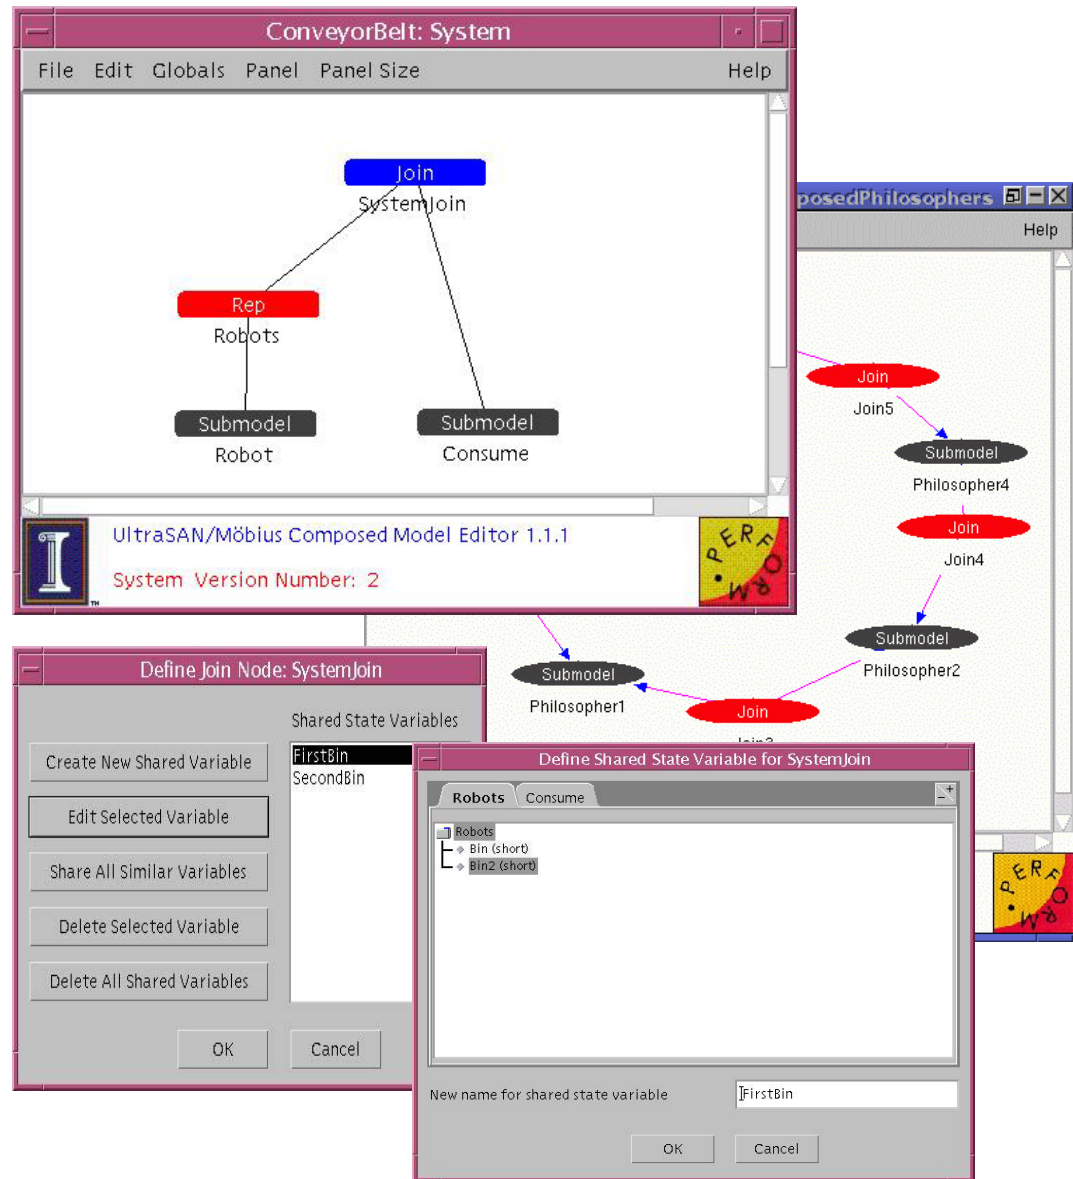 ConveyorBelt: System
File Edit Globals Panel Panel Size Help
Join
SystemJoin
Rep
Robots
Submodel
Robot
Submodel
Consume
UltraSAN/Möbius Composed Model Editor 1.1.1
System Version Number: 2
PERFORM
posedPhilosophers
Help
Join
Join5
Submodel
Philosopher4
Join
Join4
Submodel
Philosopher2
Submodel
Philosopher1
Join
PERFORM
Define Join Node: SystemJoin
Shared State Variables
Create New Shared Variable
Edit Selected Variable
Share All Similar Variables
Delete Selected Variable
Delete All Shared Variables
FirstBin
SecondBin
OK Cancel
Define Shared State Variable for SystemJoin
Robots Consume
Robots
Bin (short)
Bin2 (short)
New name for shared state variable FirstBin
OK Cancel